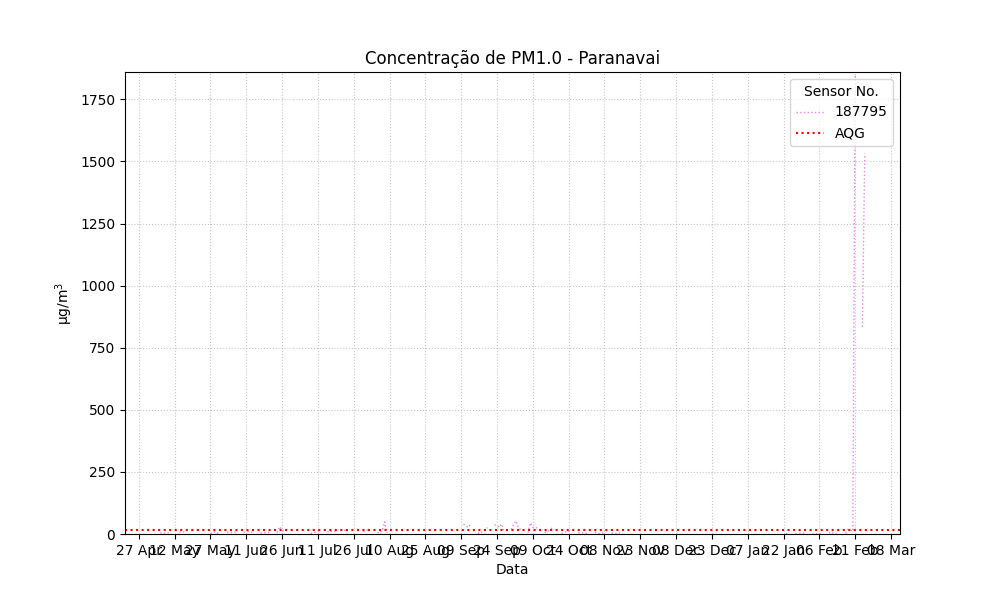 Concentração de PM1.0 - Paranavai
Sensor No.
187795
AQG
1750
1500
1250
1000
750
500
250
0
µg/m³
27 Apr 12 May 27 May 11 Jun 26 Jun 11 Jul 26 Jul 10 Aug 25 Aug 09 Sep 24 Sep 09 Oct 24 Oct 08 Nov 23 Nov 08 Dec 23 Dec 07 Jan 22 Jan 06 Feb 21 Feb 08 Mar
Data